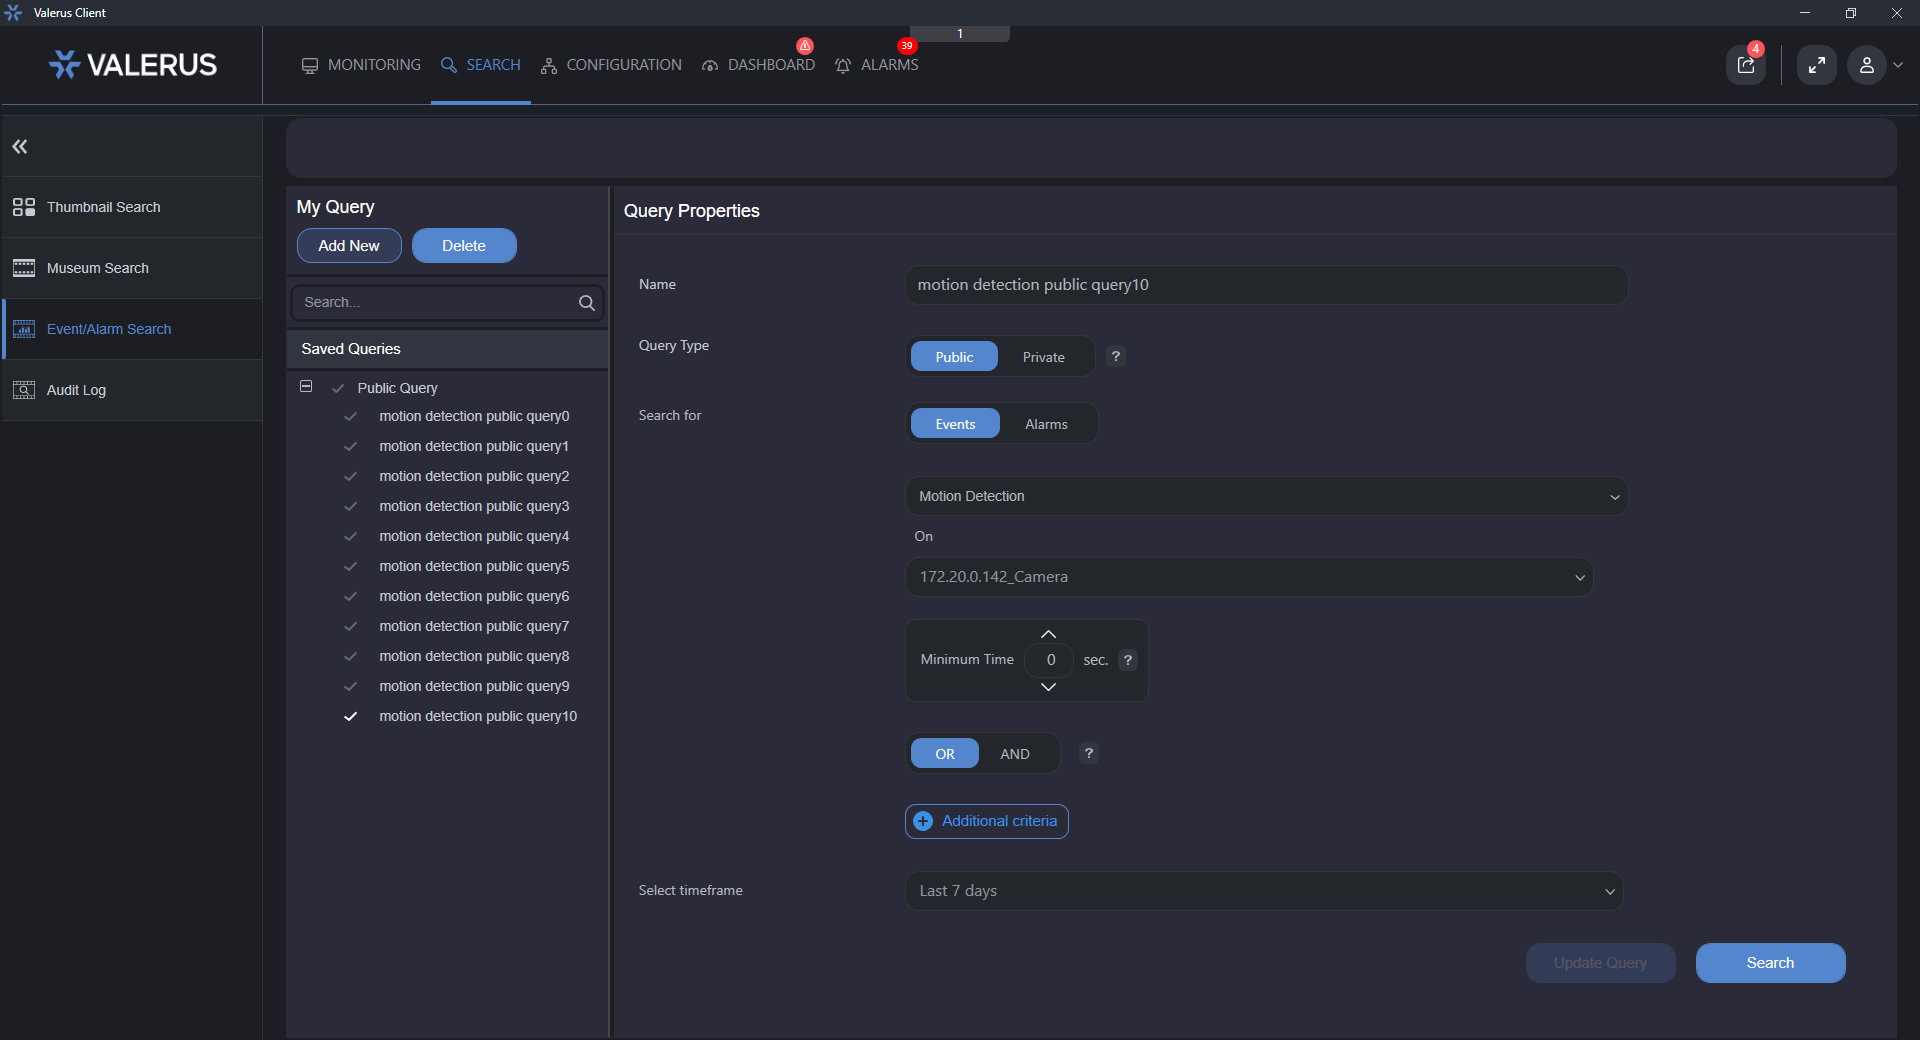 Valerus Client
1
VALERUS
MONITORING
SEARCH
CONFIGURATION
DASHBOARD
39
ALARMS
4
Thumbnail Search
Museum Search
Event/Alarm Search
Audit Log
My Query
Add New
Delete
Search...
Saved Queries
Public Query
motion detection public query0
motion detection public query1
motion detection public query2
motion detection public query3
motion detection public query4
motion detection public query5
motion detection public query6
motion detection public query7
motion detection public query8
motion detection public query9
motion detection public query10
Query Properties
Name
motion detection public query10
Query Type
Public
Private
?
Search for
Events
Alarms
Motion Detection
On
172.20.0.142_Camera
Minimum Time
0
sec.
?
OR
AND
?
Additional criteria
Select timeframe
Last 7 days
Update Query
Search